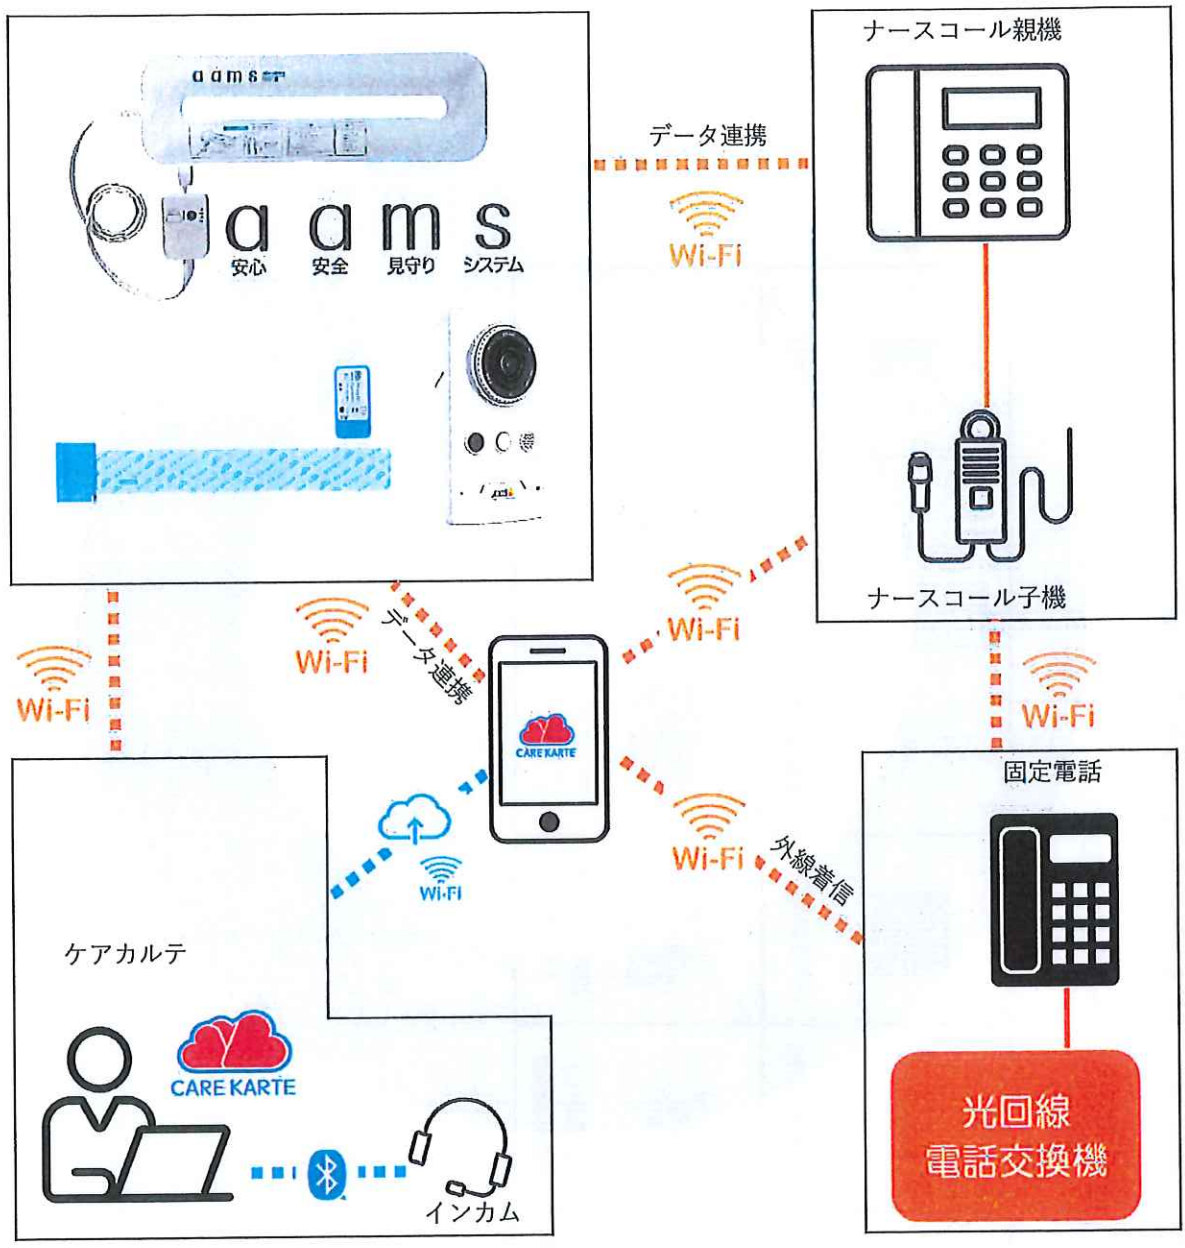 aams
a a m s
安心 安全 見守り システム
データ連携
Wi-Fi
ナースコール親機
ナースコール子機
Wi-Fi
Wi-Fi
データ連携
Wi-Fi
Wi-Fi
CARE KARTE
固定電話
Wi-Fi
外線着信
Wi-Fi
ケアカルテ
CARE KARTE
インカム
光回線
電話交換機